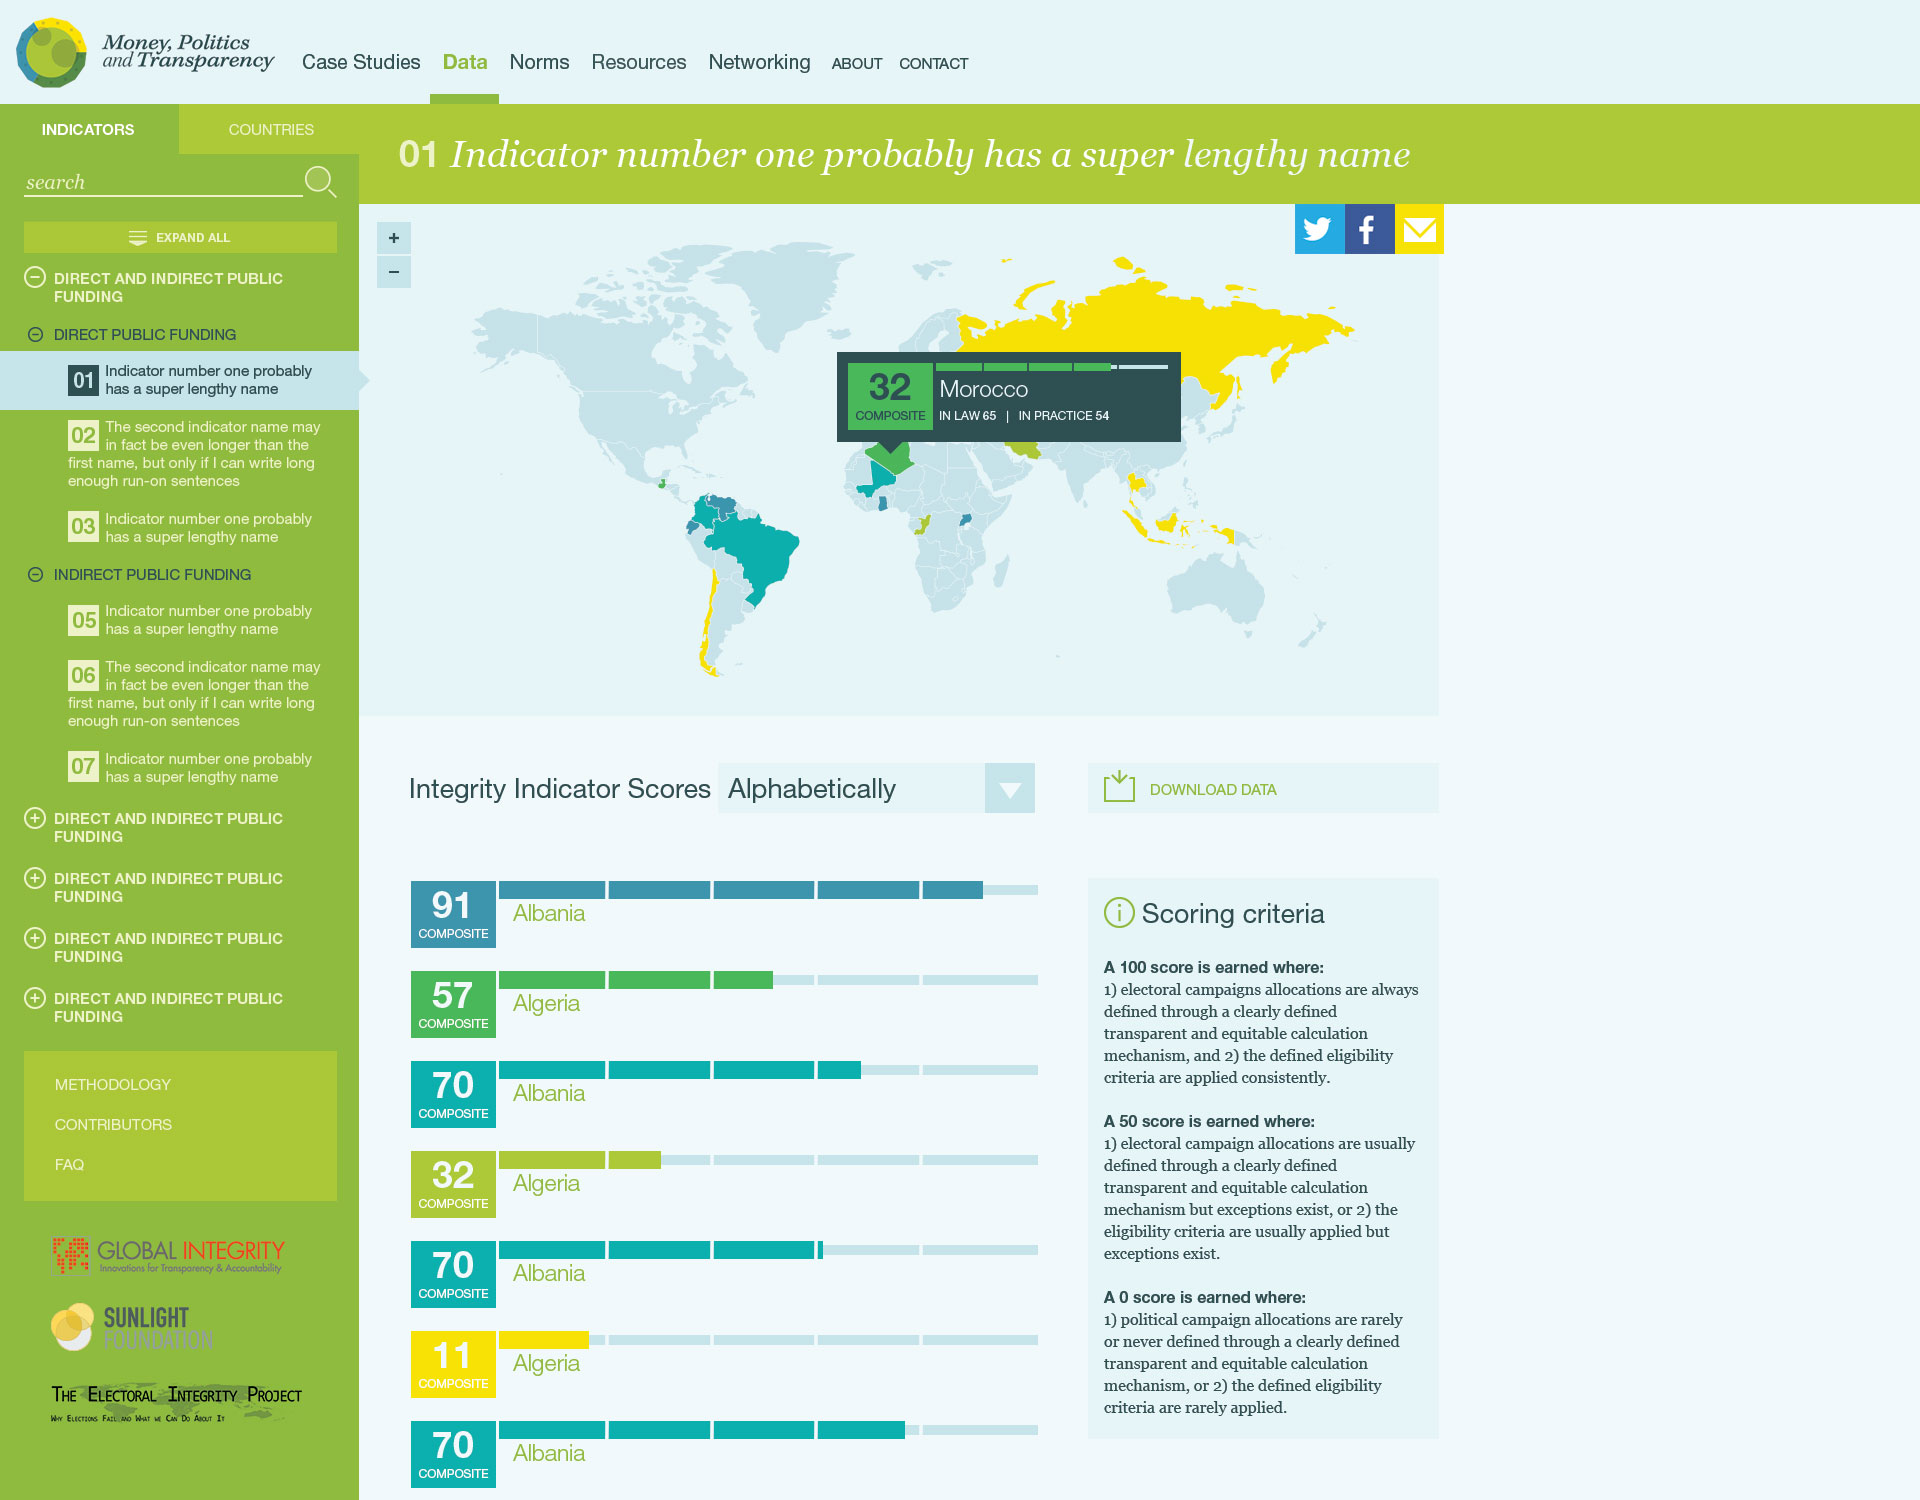 Money, Politics
and Transparency
Case Studies
Data
Norms
Resources
Networking
ABOUT
CONTACT
INDICATORS
COUNTRIES
search
EXPAND ALL
DIRECT AND INDIRECT PUBLIC
FUNDING
DIRECT PUBLIC FUNDING
01 Indicator number one probably
has a super lengthy name
02 The second indicator name may
in fact be even longer than the
first name, but only if I can write long
enough run-on sentences
03 Indicator number one probably
has a super lengthy name
INDIRECT PUBLIC FUNDING
05 Indicator number one probably
has a super lengthy name
06 The second indicator name may
in fact be even longer than the
first name, but only if I can write long
enough run-on sentences
07 Indicator number one probably
has a super lengthy name
DIRECT AND INDIRECT PUBLIC
FUNDING
DIRECT AND INDIRECT PUBLIC
FUNDING
DIRECT AND INDIRECT PUBLIC
FUNDING
DIRECT AND INDIRECT PUBLIC
FUNDING
METHODOLOGY
CONTRIBUTORS
FAQ
GLOBAL INTEGRITY
Innovations for Transparency & Accountability
SUNLIGHT
FOUNDATION
THE ELECTORAL INTEGRITY PROJECT
WHY ELECTIONS FAIL AND WHAT WE CAN DO ABOUT IT
01 Indicator number one probably has a super lengthy name
+
−
32
COMPOSITE
Morocco
IN LAW 65 | IN PRACTICE 54
Integrity Indicator Scores
Alphabetically
DOWNLOAD DATA
91
COMPOSITE
Albania
57
COMPOSITE
Algeria
70
COMPOSITE
Albania
32
COMPOSITE
Algeria
70
COMPOSITE
Albania
11
COMPOSITE
Algeria
70
COMPOSITE
Albania
Scoring criteria
A 100 score is earned where:
1) electoral campaigns allocations are always
defined through a clearly defined
transparent and equitable calculation
mechanism, and 2) the defined eligibility
criteria are applied consistently.
A 50 score is earned where:
1) electoral campaign allocations are usually
defined through a clearly defined
transparent and equitable calculation
mechanism but exceptions exist, or 2) the
eligibility criteria are usually applied but
exceptions exist.
A 0 score is earned where:
1) political campaign allocations are rarely
or never defined through a clearly defined
transparent and equitable calculation
mechanism, or 2) the defined eligibility
criteria are rarely applied.